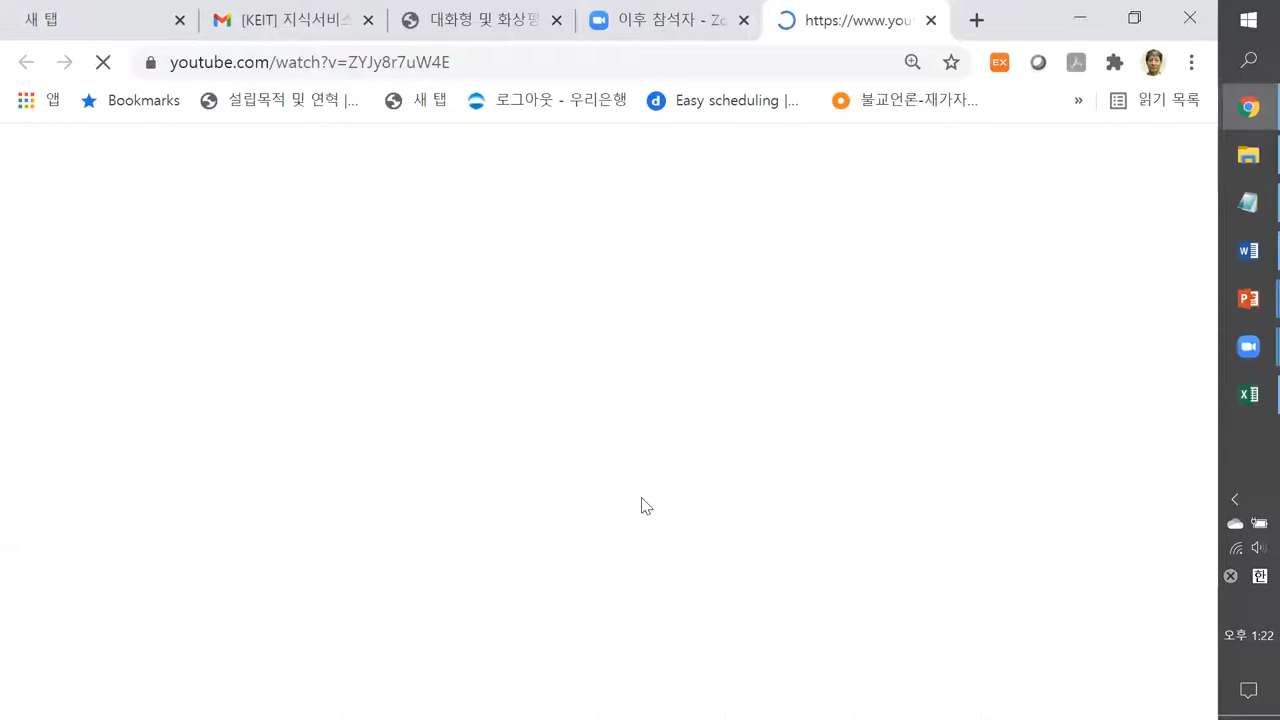 새 탭
[KEIT] 지식서비스
대화형 및 화상평
이후 참석자 - Zo
https://www.you
youtube.com/watch?v=ZYJy8r7uW4E
EX
앱
Bookmarks
설립목적 및 연혁 |...
새 탭
로그아웃 - 우리은행
Easy scheduling |...
불교언론-재가자...
»
읽기 목록
한
오후 1:22